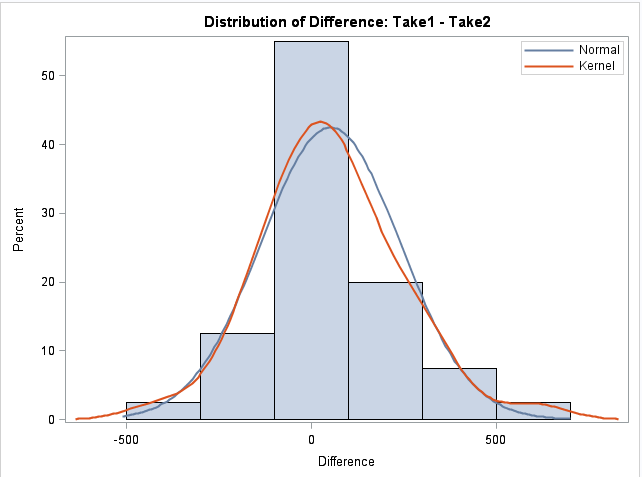 Distribution of Difference: Take1 - Take2
Normal
Kernel
50
40
30
20
10
0
Percent
-500
0
500
Difference